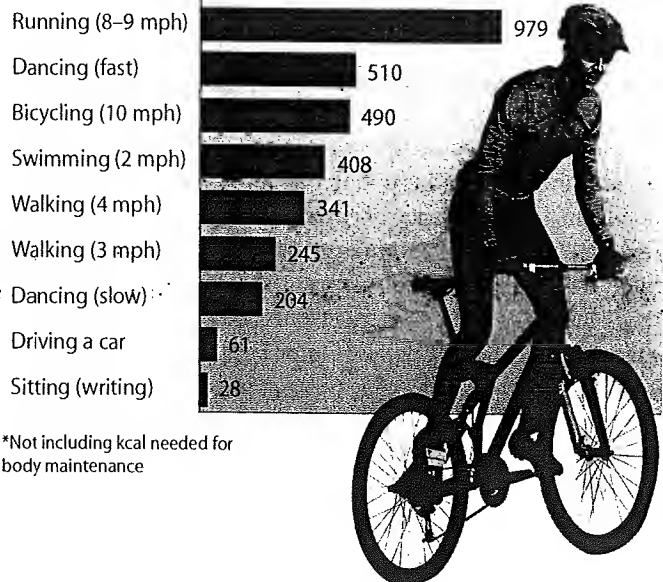 Running (8–9 mph) 979
Dancing (fast) 510
Bicycling (10 mph) 490
Swimming (2 mph) 408
Walking (4 mph) 341
Walking (3 mph) 245
Dancing (slow) 204
Driving a car 61
Sitting (writing) 28
*Not including kcal needed for
body maintenance